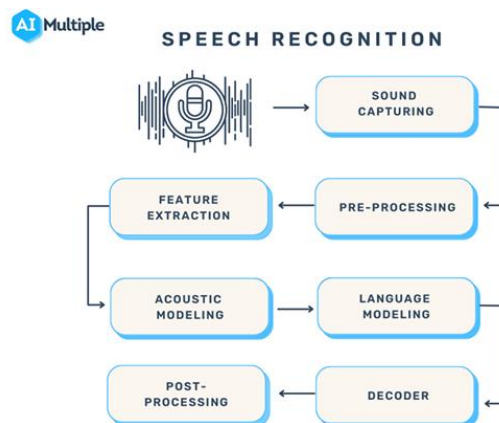 AI Multiple
SPEECH RECOGNITION
SOUND
CAPTURING
PRE-PROCESSING
FEATURE
EXTRACTION
ACOUSTIC
MODELING
LANGUAGE
MODELING
DECODER
POST-
PROCESSING